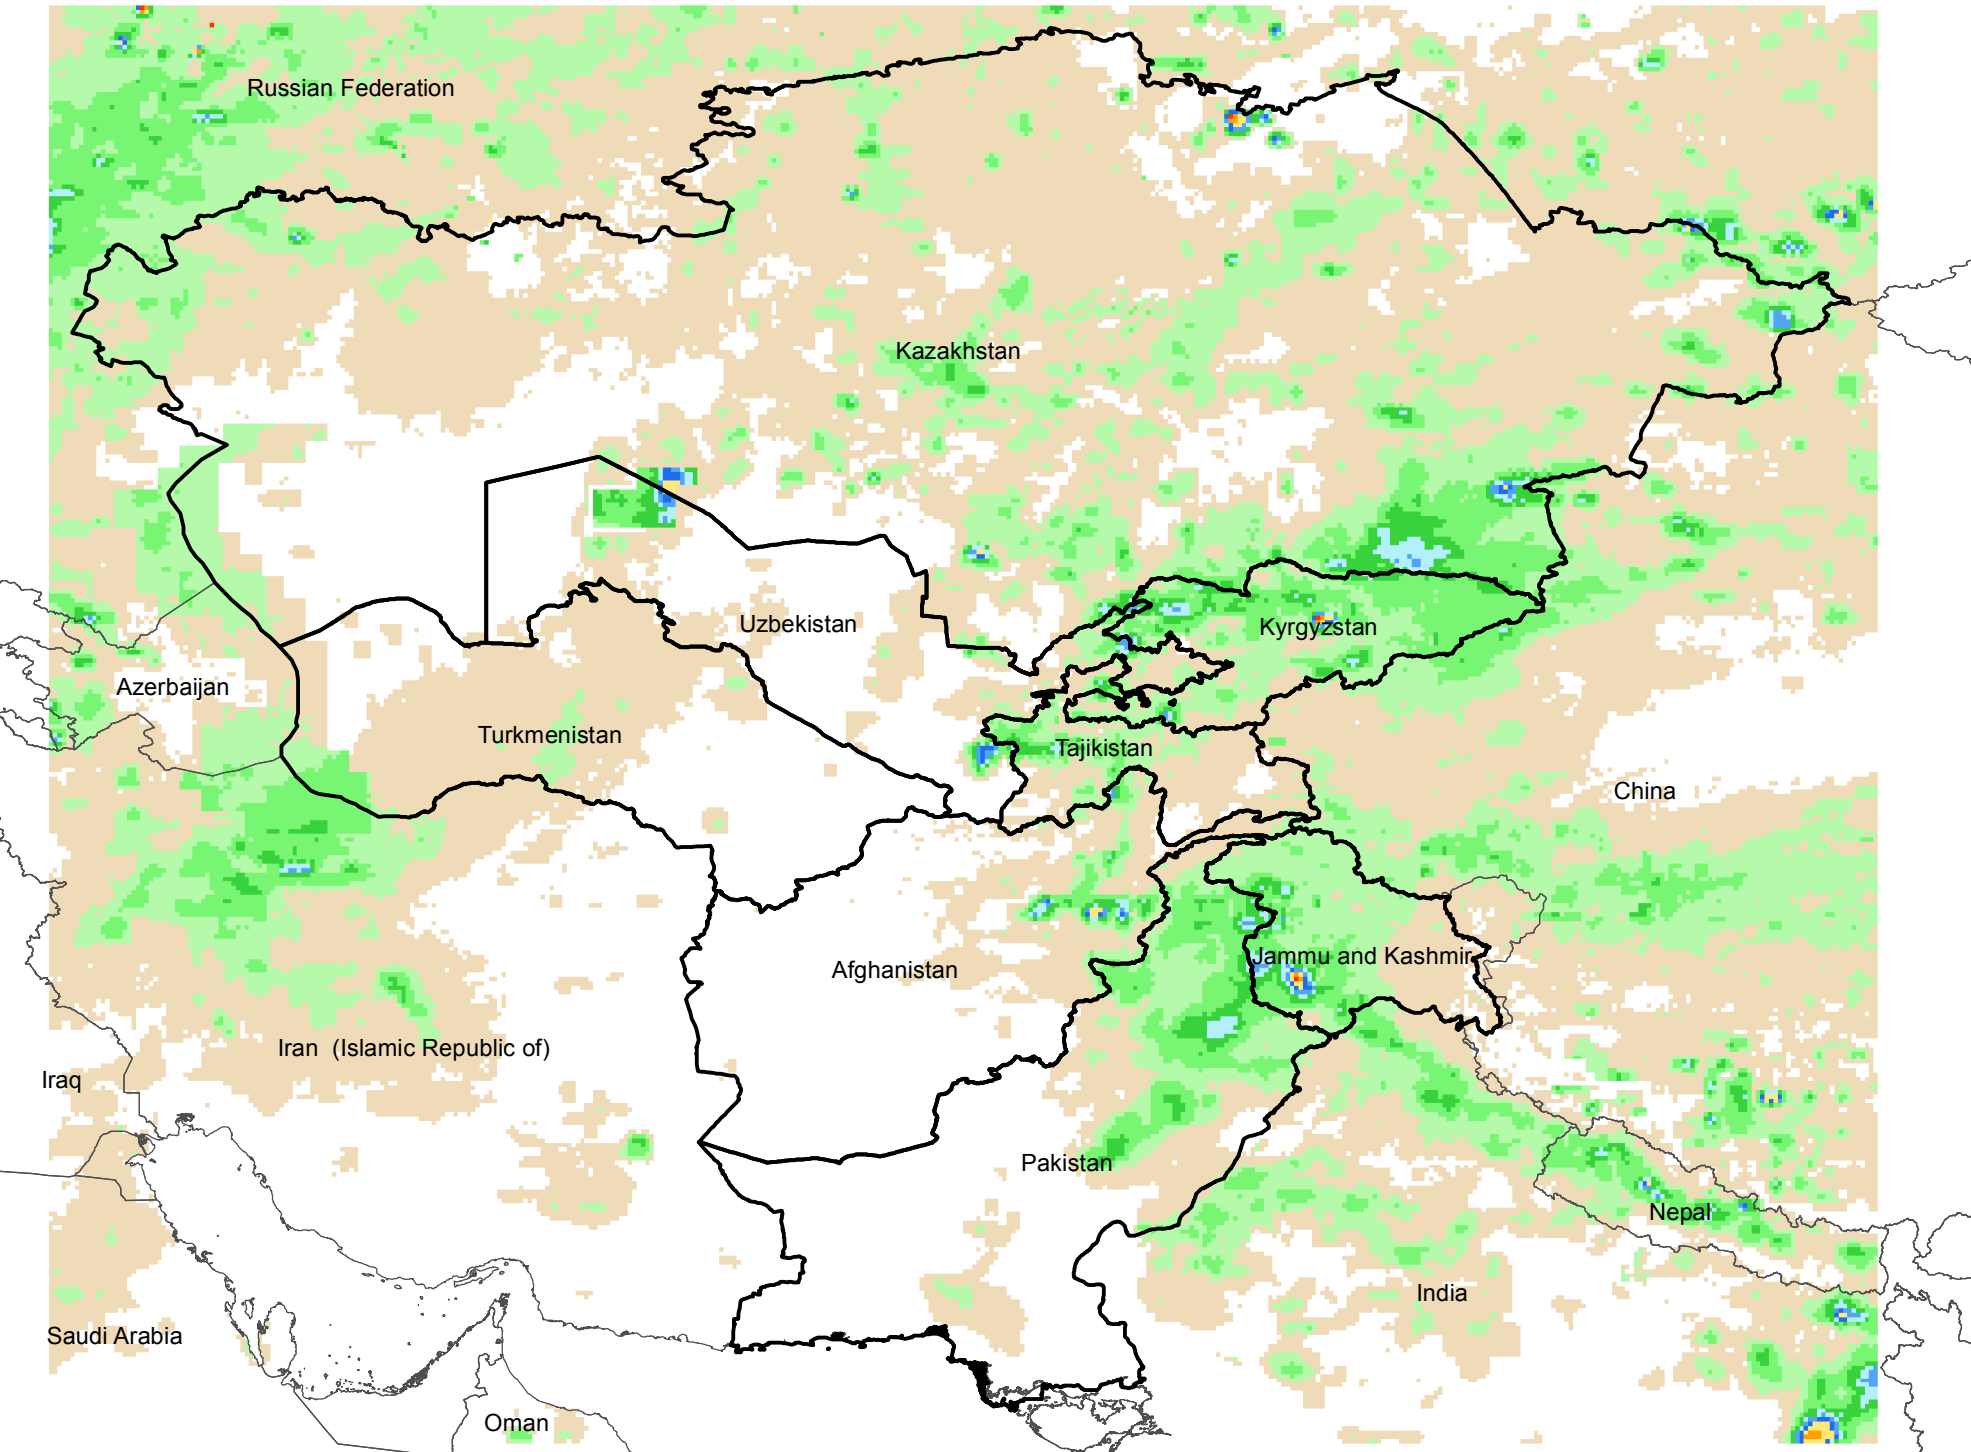 Russian Federation
Kazakhstan
Uzbekistan
Kyrgyzstan
Azerbaijan
Turkmenistan
Tajikistan
China
Jammu and Kashmir
Afghanistan
Iran (Islamic Republic of)
Iraq
Pakistan
Nepal
India
Saudi Arabia
Oman